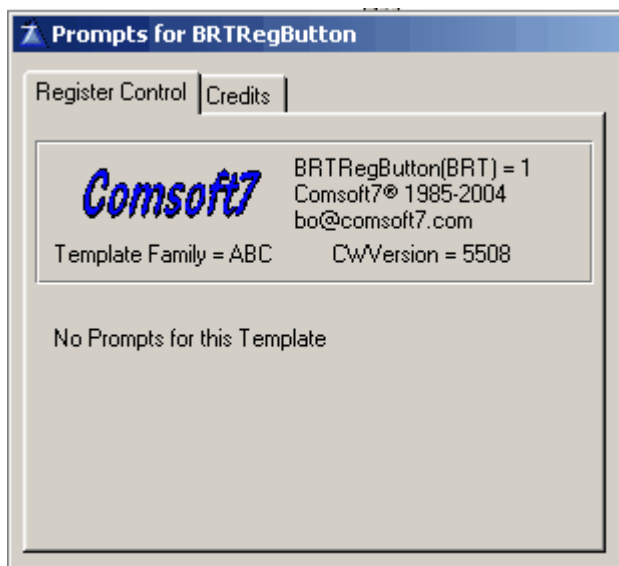 Prompts for BRTRegButton
Register Control
Credits
Comsoft7
BRTRegButton(BRT) = 1
Comsoft7® 1985-2004
bo@comsoft7.com
Template Family = ABC
CWVersion = 5508
No Prompts for this Template